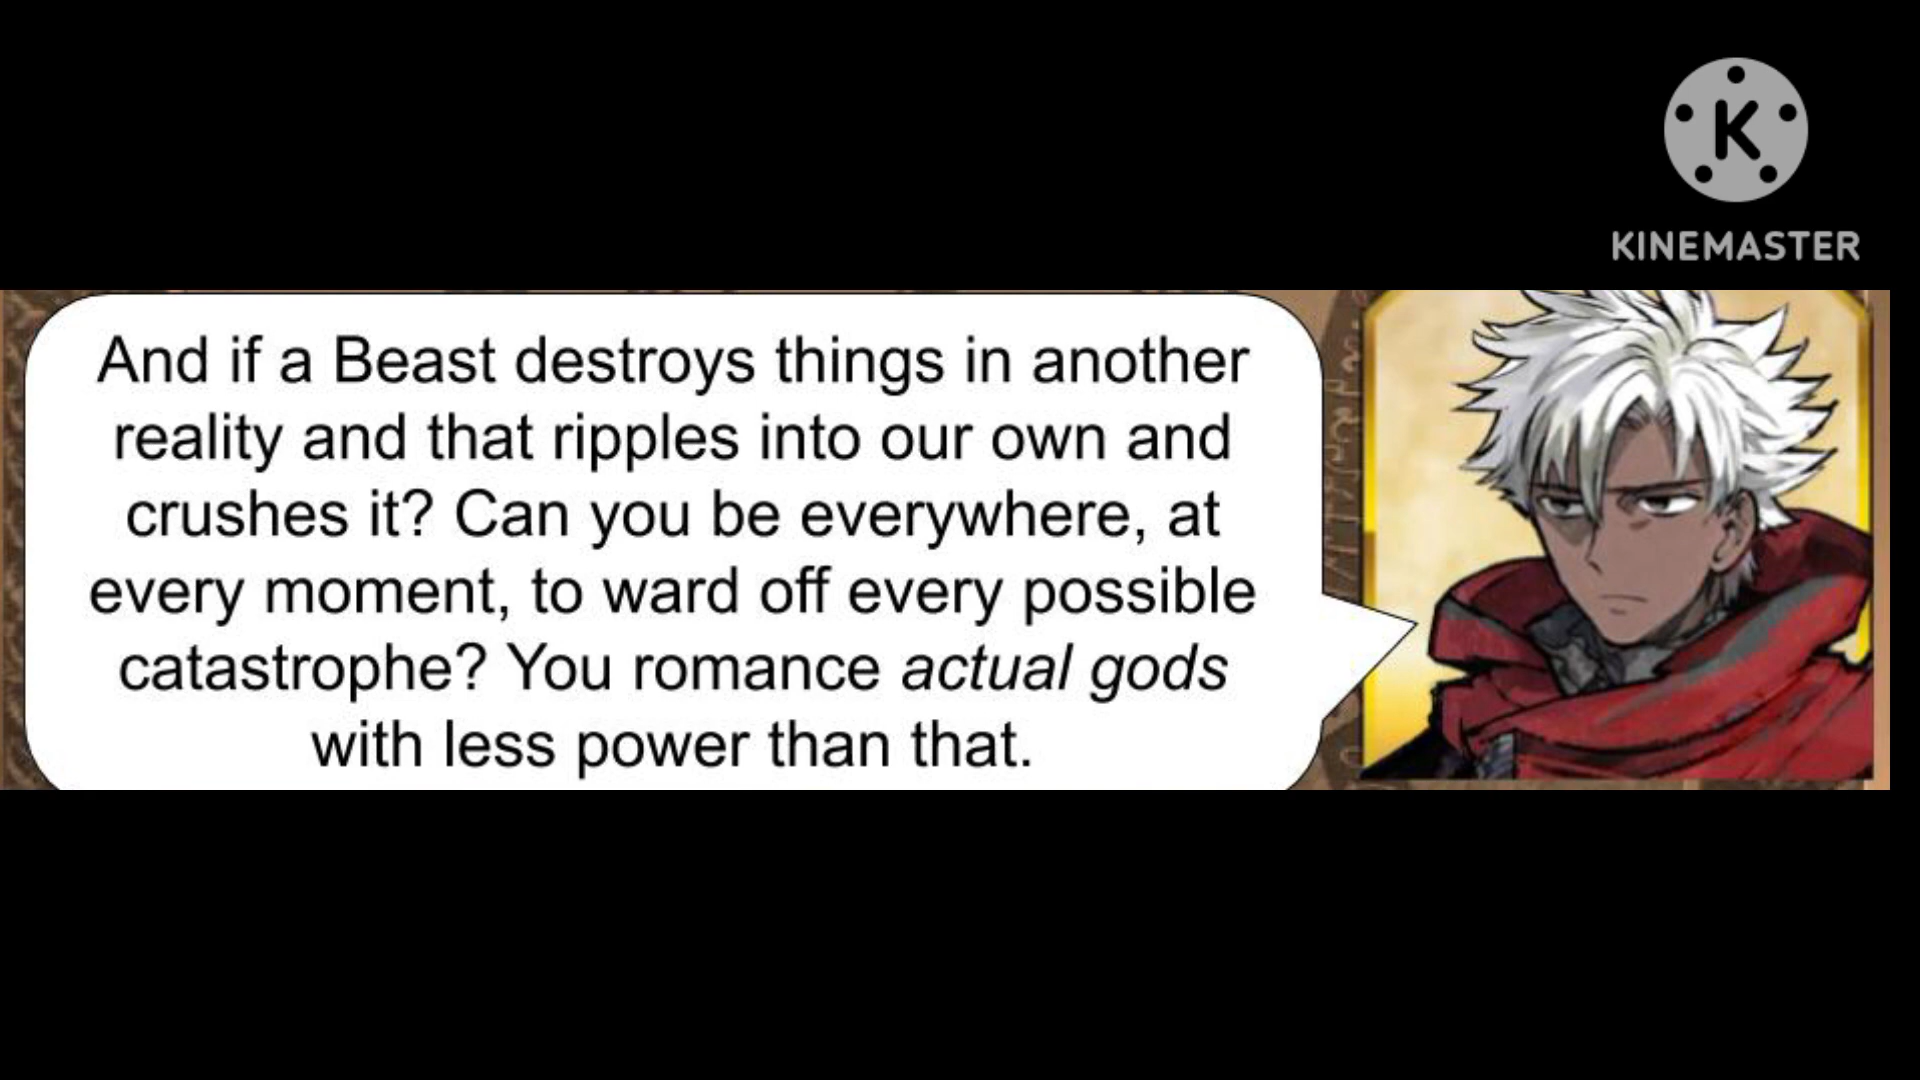 K
KINEMASTER
And if a Beast destroys things in another
reality and that ripples into our own and
crushes it? Can you be everywhere, at
every moment, to ward off every possible
catastrophe? You romance actual gods
with less power than that.